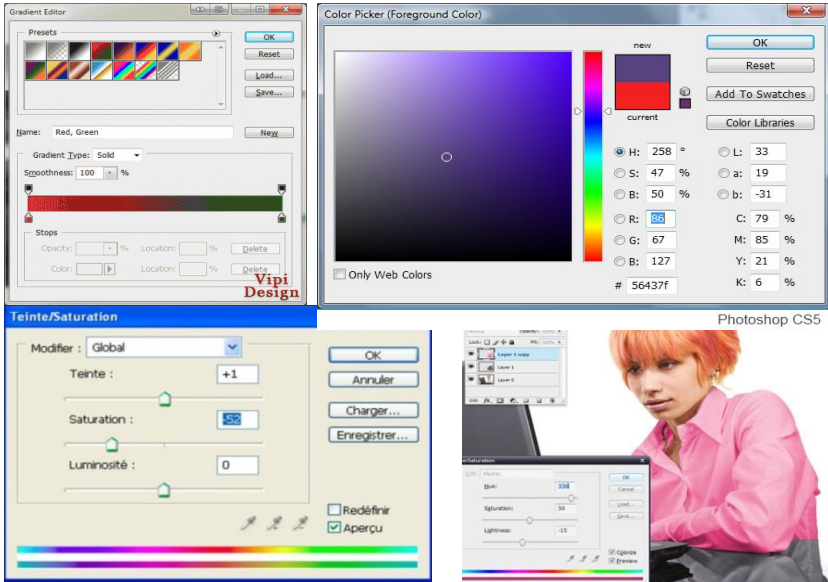 Gradient Editor
Presets
OK
Reset
Load...
Save...
Name: Red, Green
New
Gradient Type: Solid
Smoothness: 100 %
Stops
Opacity: % Location: % Delete
Color: Location: % Delete
Vipi
Design
Color Picker (Foreground Color)
new
current
OK
Reset
Add To Swatches
Color Libraries
H: 258 °
S: 47 %
B: 50 %
R: 86
G: 67
B: 127
# 56437f
L: 33
a: 19
b: -31
C: 79 %
M: 85 %
Y: 21 %
K: 6 %
Only Web Colors
Teinte/Saturation
Modifier : Global
Teinte : +1
Saturation : -52
Luminosité : 0
OK
Annuler
Charger...
Enregistrer...
Redéfinir
Aperçu
Photoshop CS5
Lock:
Layer 1 copy
Layer 1
Layer 0
Master
Hue: 338
Saturation: 50
Lightness: -15
OK
Cancel
Load...
Save...
Colorize
Preview